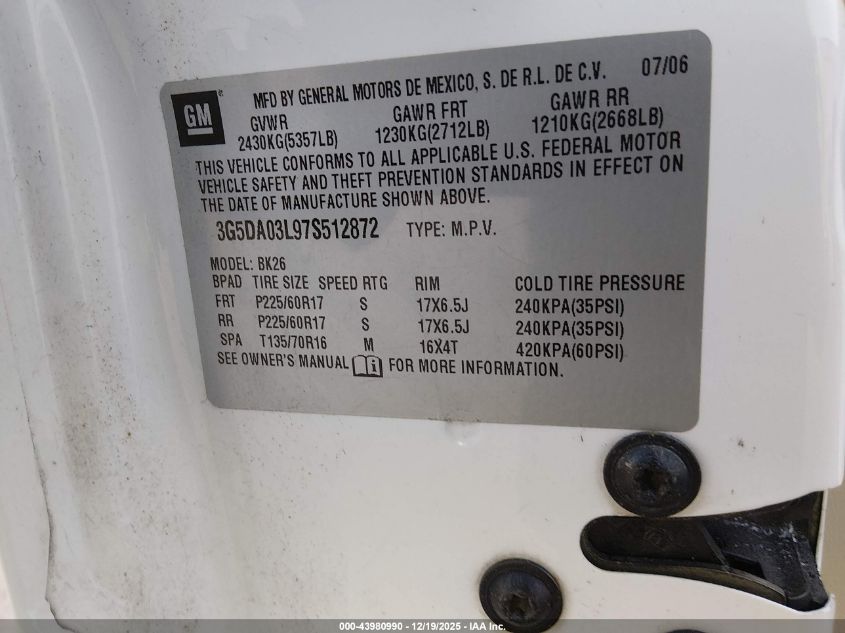 GM
®
MFD BY GENERAL MOTORS DE MEXICO, S. DE R.L. DE C.V. 07/06
GVWR GAWR FRT GAWR RR
2430KG(5357LB) 1230KG(2712LB) 1210KG(2668LB)
THIS VEHICLE CONFORMS TO ALL APPLICABLE U.S. FEDERAL MOTOR
VEHICLE SAFETY AND THEFT PREVENTION STANDARDS IN EFFECT ON
THE DATE OF MANUFACTURE SHOWN ABOVE.
3G5DA03L97S512872 TYPE: M.P.V.
MODEL: BK26
BPAD TIRE SIZE SPEED RTG RIM COLD TIRE PRESSURE
FRT P225/60R17 S 17X6.5J 240KPA(35PSI)
RR P225/60R17 S 17X6.5J 240KPA(35PSI)
SPA T135/70R16 M 16X4T 420KPA(60PSI)
SEE OWNER'S MANUAL i FOR MORE INFORMATION.
000-43980990 - 12/19/2025 - IAA Inc.